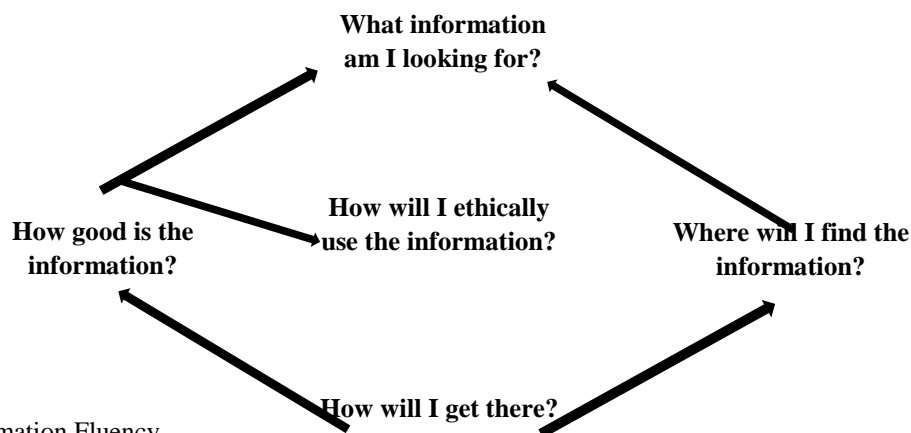 What information
am I looking for?
How will I ethically
use the information?
How good is the
information?
Where will I find the
information?
How will I get there?
Fluency